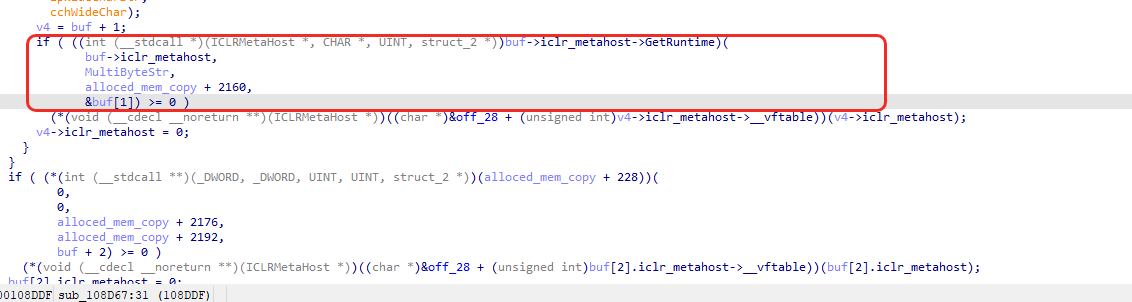 cchWideChar);
v4 = buf + 1;
if ( ((int (__stdcall *)(ICLRMetaHost *, CHAR *, UINT, struct_2 *))buf->iclr_metahost->GetRuntime)(
buf->iclr_metahost,
MultiByteStr,
alloced_mem_copy + 2160,
&buf[1]) >= 0 )
(*(void (__cdecl __noreturn **)(ICLRMetaHost *))((char *)&off_28 + (unsigned int)v4->iclr_metahost->__vftable))(v4->iclr_metahost);
v4->iclr_metahost = 0;
}
}
if ( (*(int (__stdcall **)(_DWORD, _DWORD, UINT, UINT, struct_2 *))(alloced_mem_copy + 228))(
0,
0,
alloced_mem_copy + 2176,
alloced_mem_copy + 2192,
buf + 2) >= 0 )
(*(void (__cdecl __noreturn **)(ICLRMetaHost *))((char *)&off_28 + (unsigned int)buf[2].iclr_metahost->__vftable))(buf[2].iclr_metahost);
buf[2].iclr_metahost = 0;
00108DDF sub_108D67:31 (108DDF)